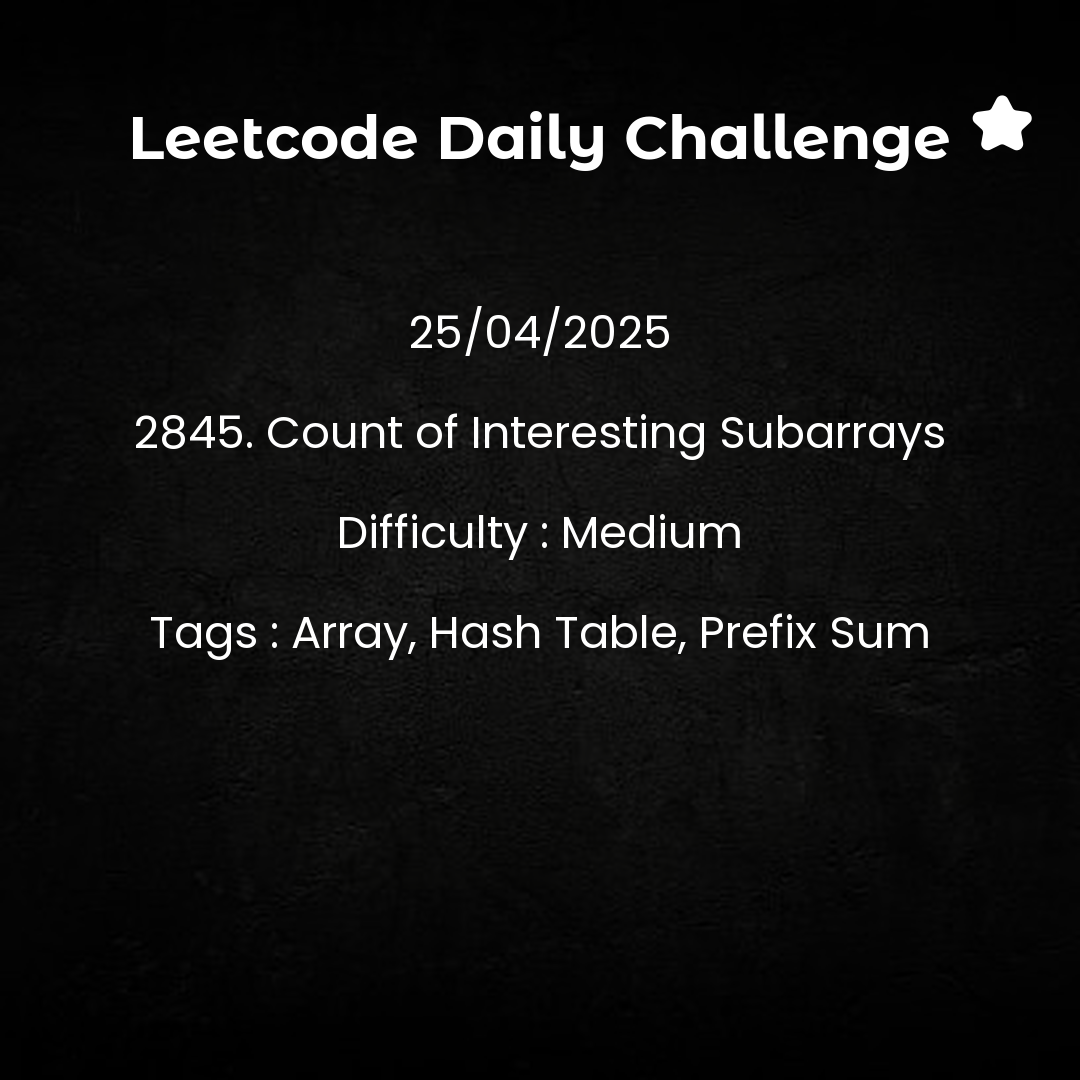 Leetcode Daily Challenge
25/04/2025
2845. Count of Interesting Subarrays
Difficulty : Medium
Tags : Array, Hash Table, Prefix Sum